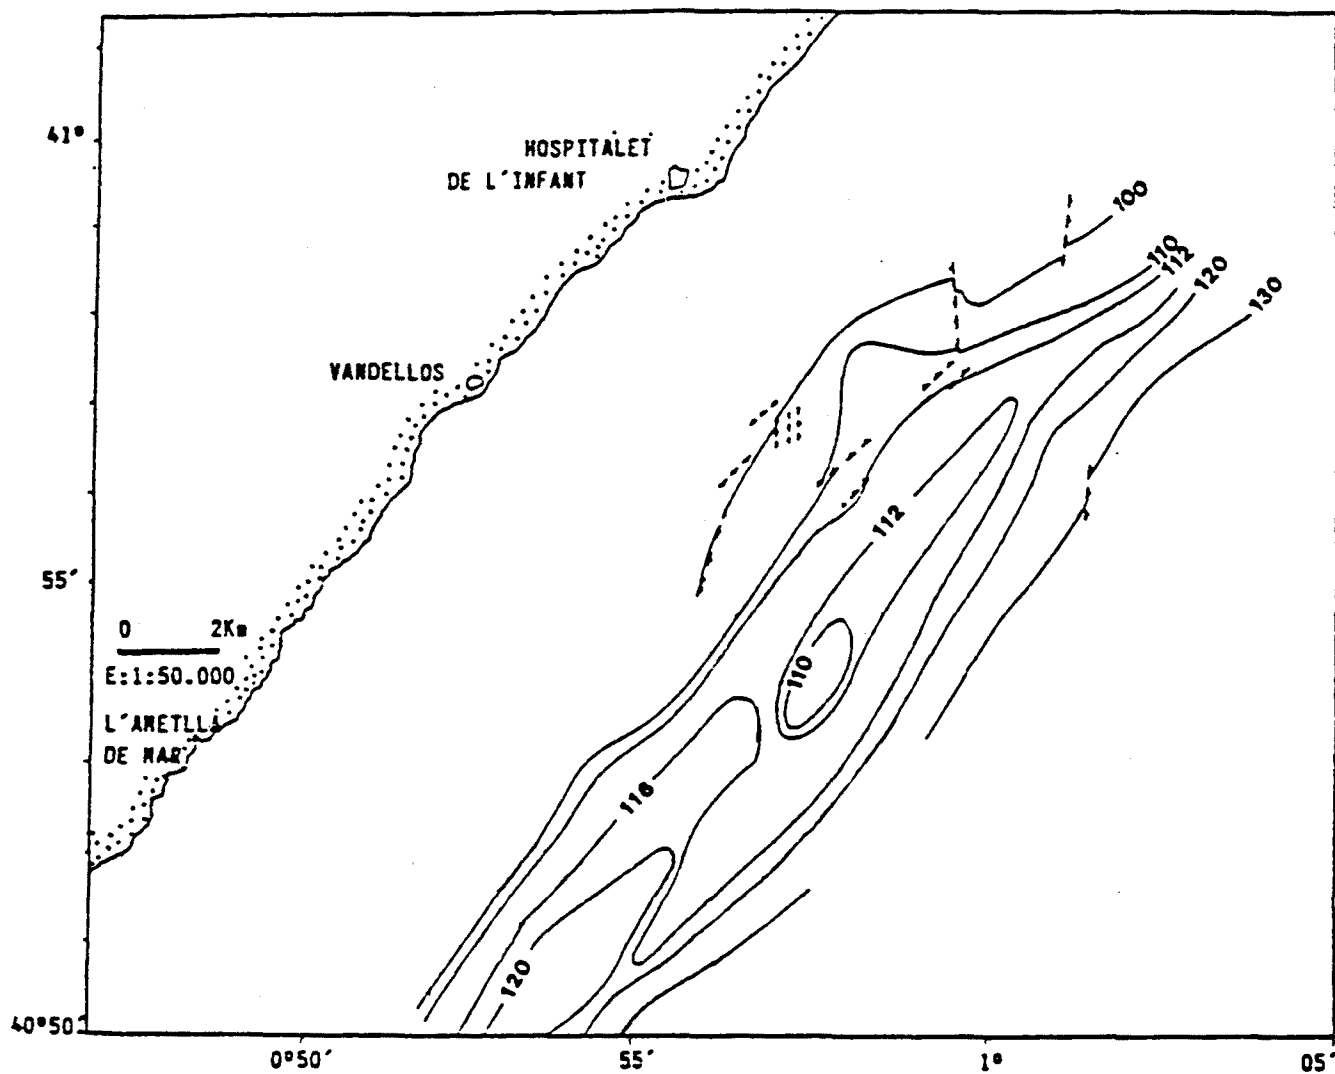 41°
HOSPITALET
DE L'INFANT
100
110
112
120
130
VANDELLOS
112
55'
0 2Km
E:1:50.000
110
L'AMETLLA
DE MAR
116
120
40°50'
0°50'
55'
1°
05'